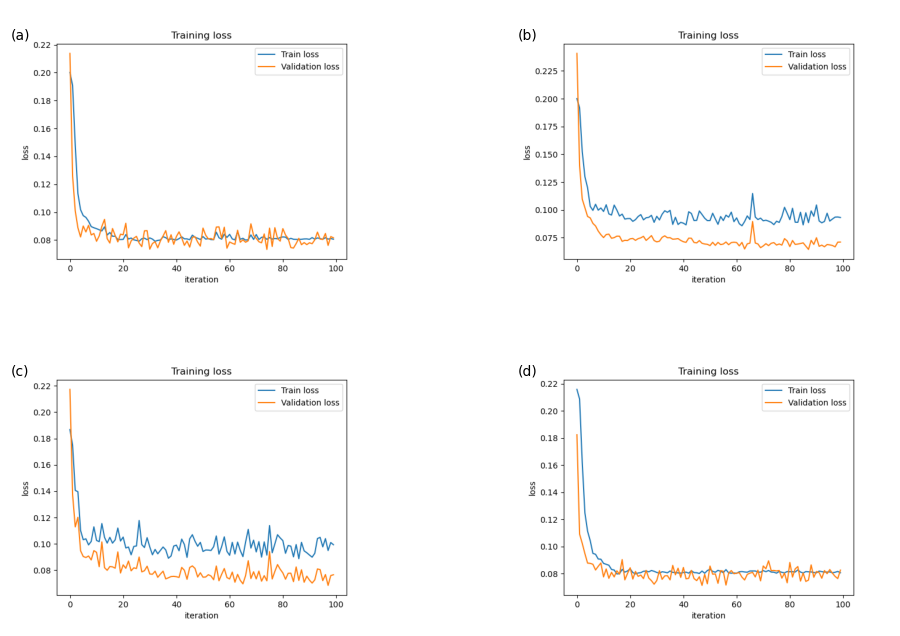 (a)
Training loss
0.22
0.20
0.18
0.16
0.14
0.12
0.10
0.08
loss
Train loss
Validation loss
0 20 40 60 80 100
iteration
(b)
Training loss
0.225
0.200
0.175
0.150
0.125
0.100
0.075
loss
Train loss
Validation loss
0 20 40 60 80 100
iteration
(c)
Training loss
0.22
0.20
0.18
0.16
0.14
0.12
0.10
0.08
loss
Train loss
Validation loss
0 20 40 60 80 100
iteration
(d)
Training loss
0.22
0.20
0.18
0.16
0.14
0.12
0.10
0.08
loss
Train loss
Validation loss
0 20 40 60 80 100
iteration